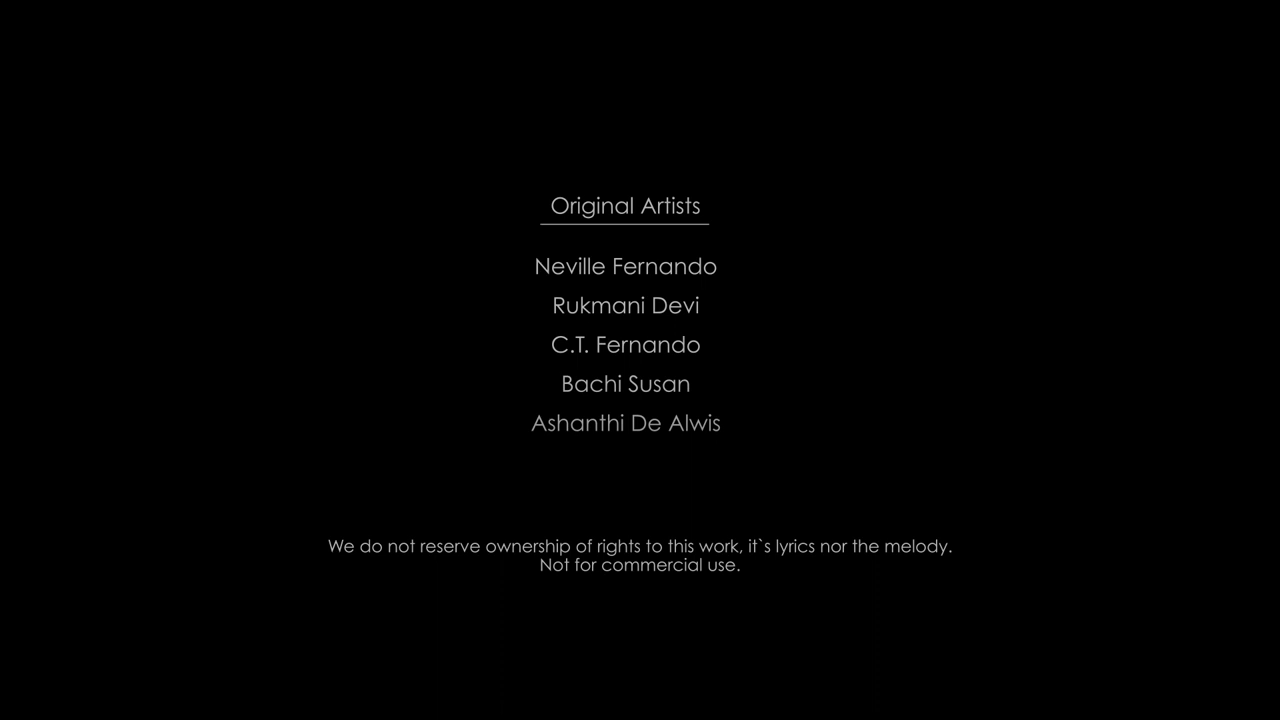 Original Artists
Neville Fernando
Rukmani Devi
C.T. Fernando
Bachi Susan
Ashanthi De Alwis
We do not reserve ownership of rights to this work, it`s lyrics nor the melody.
Not for commercial use.